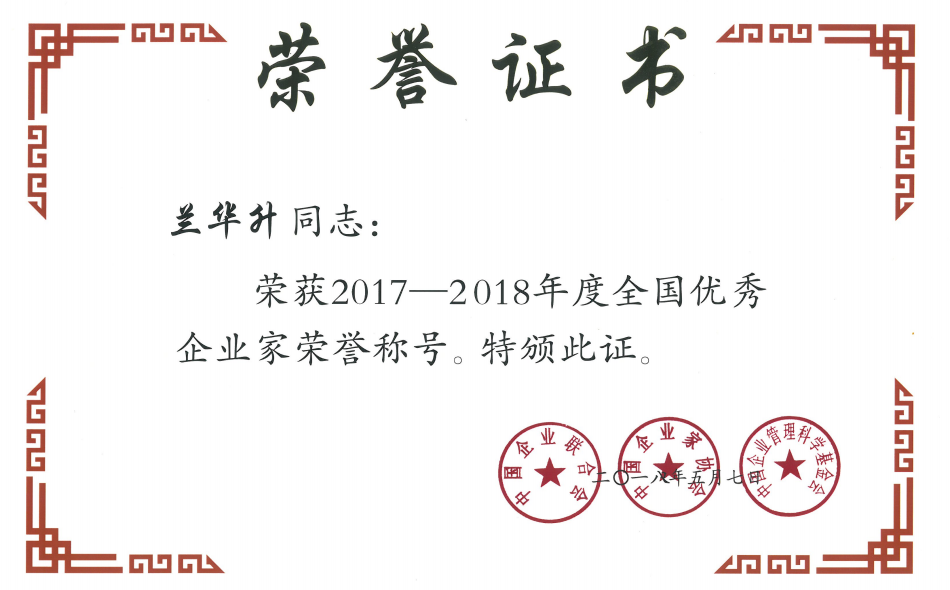 荣誉证书
兰华升同志：
荣获2017—2018年度全国优秀
企业家荣誉称号。特颁此证。
中国企业联合会
中国企业家协会
中国企业管理科学基金会
二〇一八年五月七日